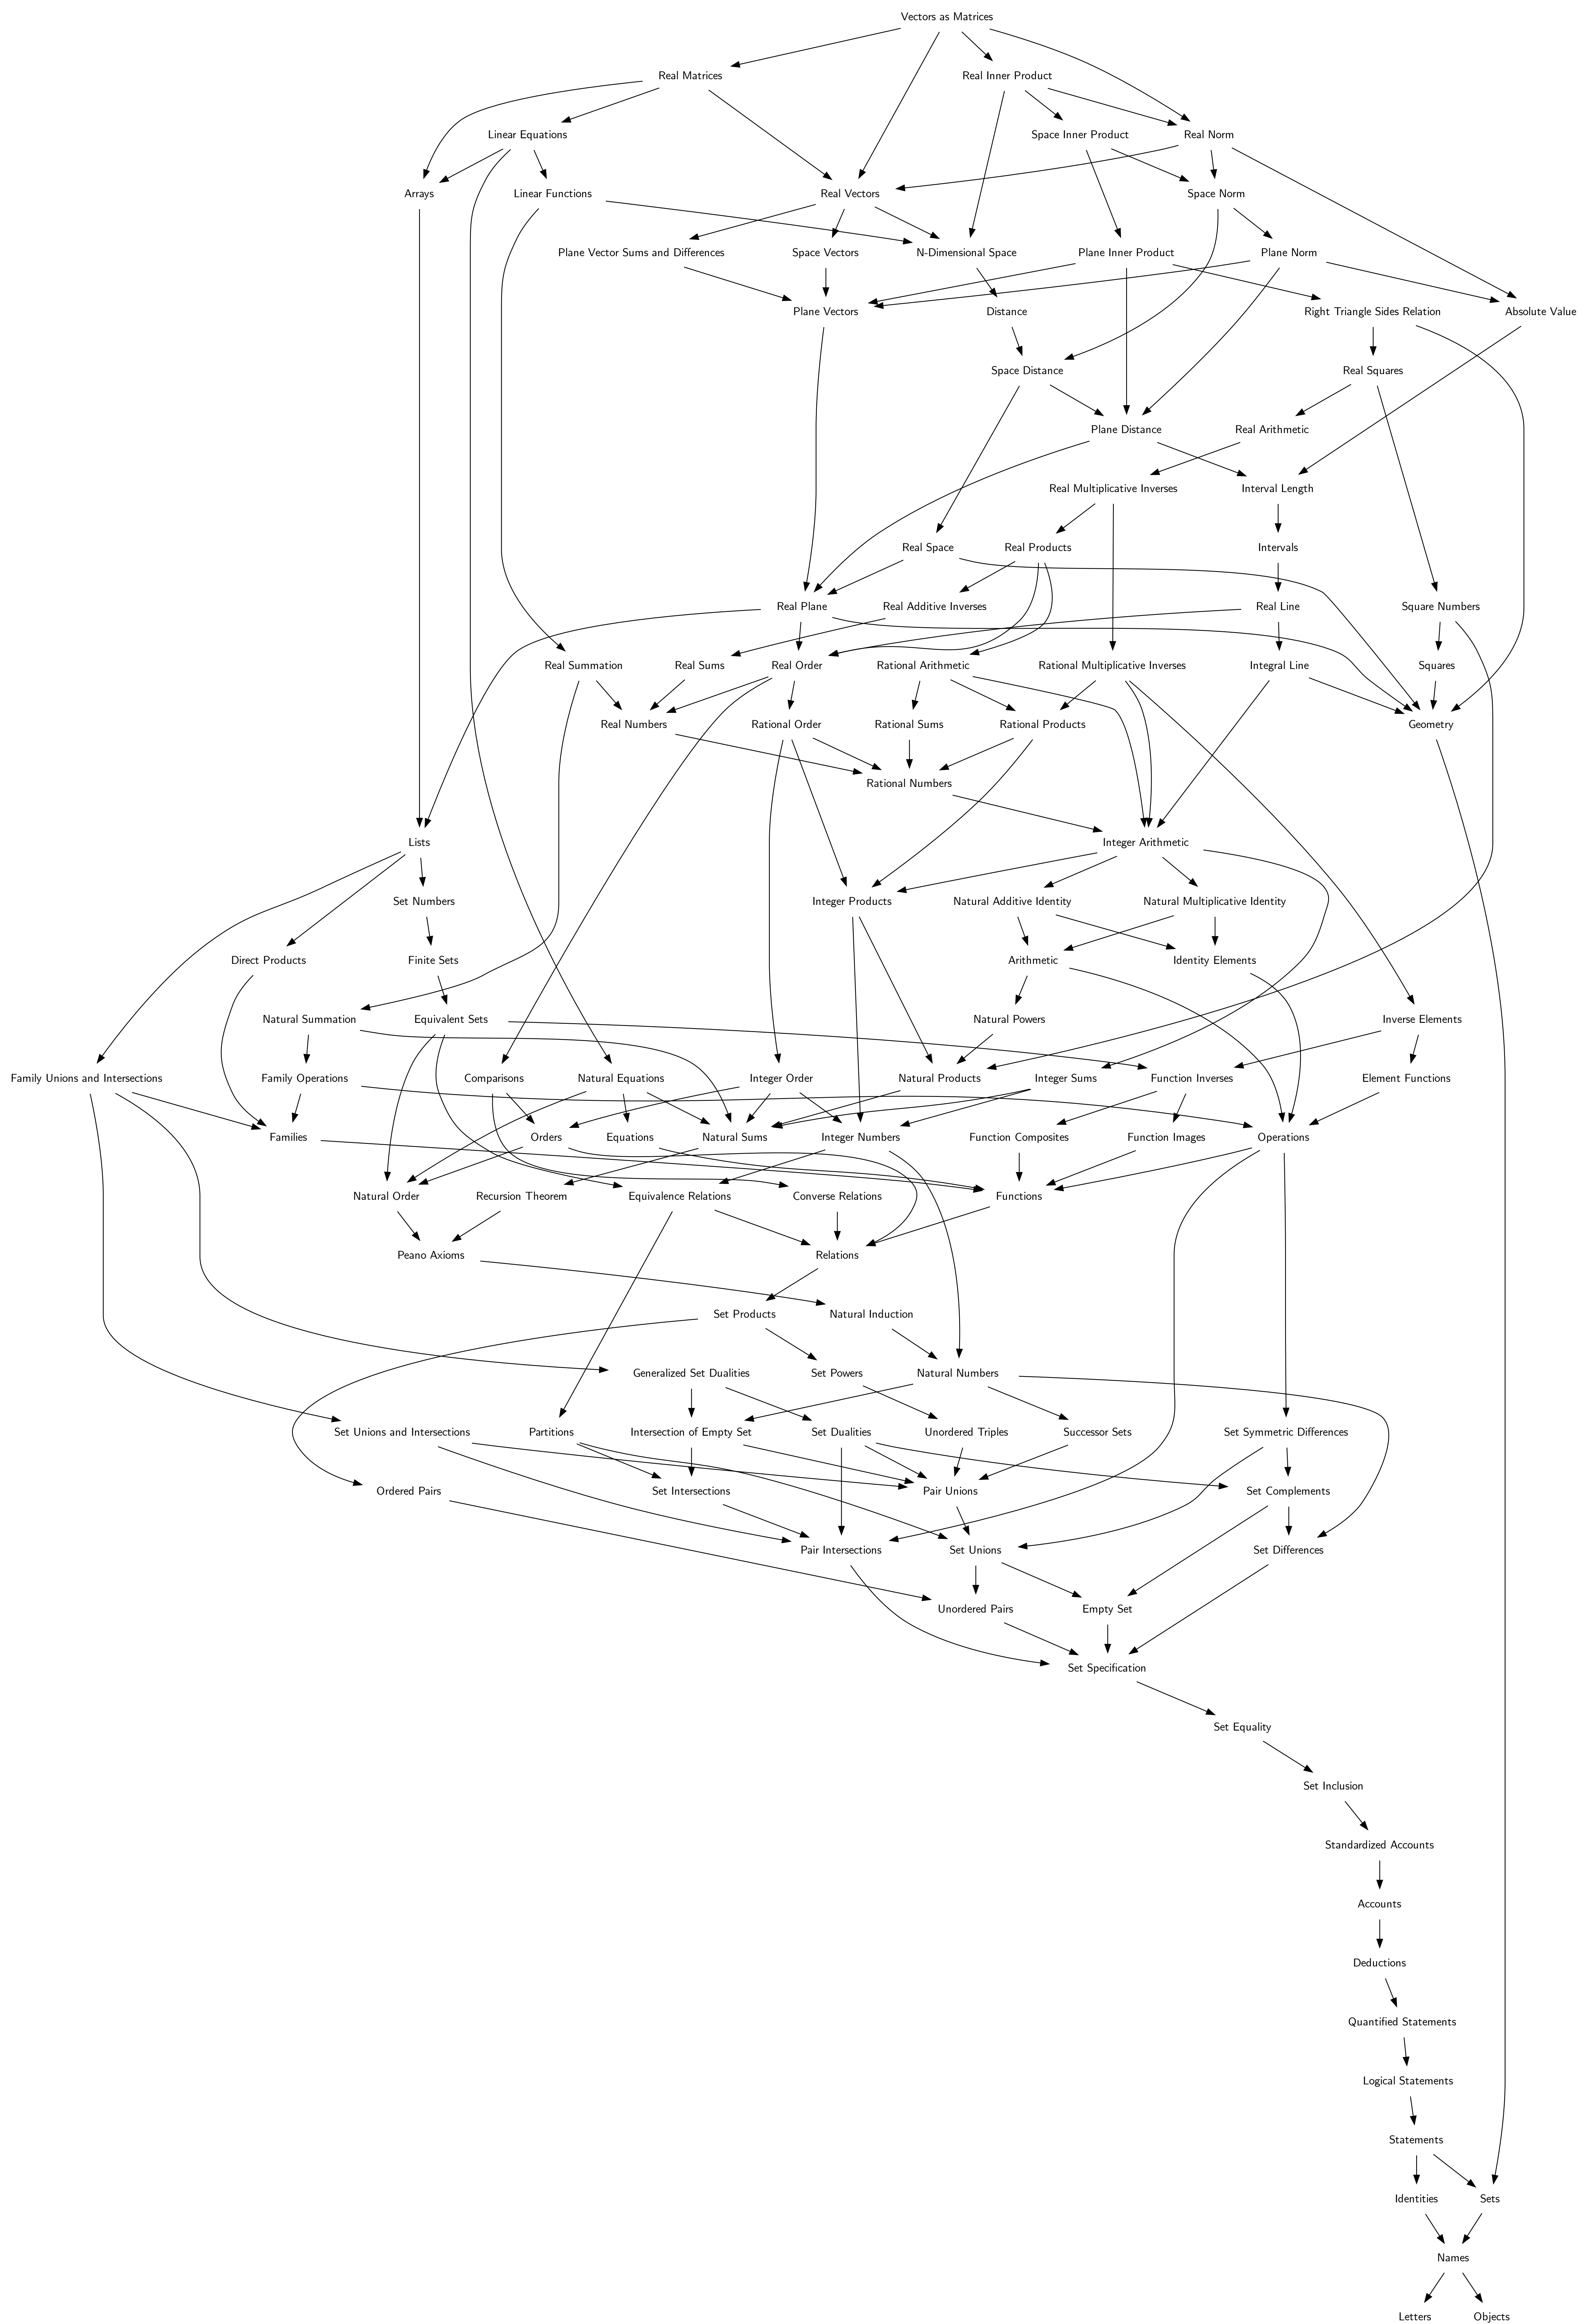 Vectors as Matrices
Real Matrices
Real Inner Product
Linear Equations
Space Inner Product
Real Norm
Arrays
Linear Functions
Real Vectors
Space Norm
Plane Vector Sums and Differences
Space Vectors
N-Dimensional Space
Plane Inner Product
Plane Norm
Plane Vectors
Distance
Right Triangle Sides Relation
Absolute Value
Space Distance
Real Squares
Plane Distance
Real Arithmetic
Real Multiplicative Inverses
Interval Length
Real Space
Real Products
Intervals
Real Plane
Real Additive Inverses
Real Line
Square Numbers
Real Summation
Real Sums
Real Order
Rational Arithmetic
Rational Multiplicative Inverses
Integral Line
Squares
Real Numbers
Rational Order
Rational Sums
Rational Products
Geometry
Rational Numbers
Lists
Integer Arithmetic
Set Numbers
Integer Products
Natural Additive Identity
Natural Multiplicative Identity
Direct Products
Finite Sets
Arithmetic
Identity Elements
Natural Summation
Equivalent Sets
Natural Powers
Inverse Elements
Family Unions and Intersections
Family Operations
Comparisons
Natural Equations
Integer Order
Natural Products
Integer Sums
Function Inverses
Element Functions
Families
Orders
Equations
Natural Sums
Integer Numbers
Function Composites
Function Images
Operations
Natural Order
Recursion Theorem
Equivalence Relations
Converse Relations
Functions
Peano Axioms
Relations
Set Products
Natural Induction
Generalized Set Dualities
Set Powers
Natural Numbers
Set Unions and Intersections
Partitions
Intersection of Empty Set
Set Dualities
Unordered Triples
Successor Sets
Set Symmetric Differences
Ordered Pairs
Set Intersections
Pair Unions
Set Complements
Pair Intersections
Set Unions
Set Differences
Unordered Pairs
Empty Set
Set Specification
Set Equality
Set Inclusion
Standardized Accounts
Accounts
Deductions
Quantified Statements
Logical Statements
Statements
Identities
Sets
Names
Letters
Objects